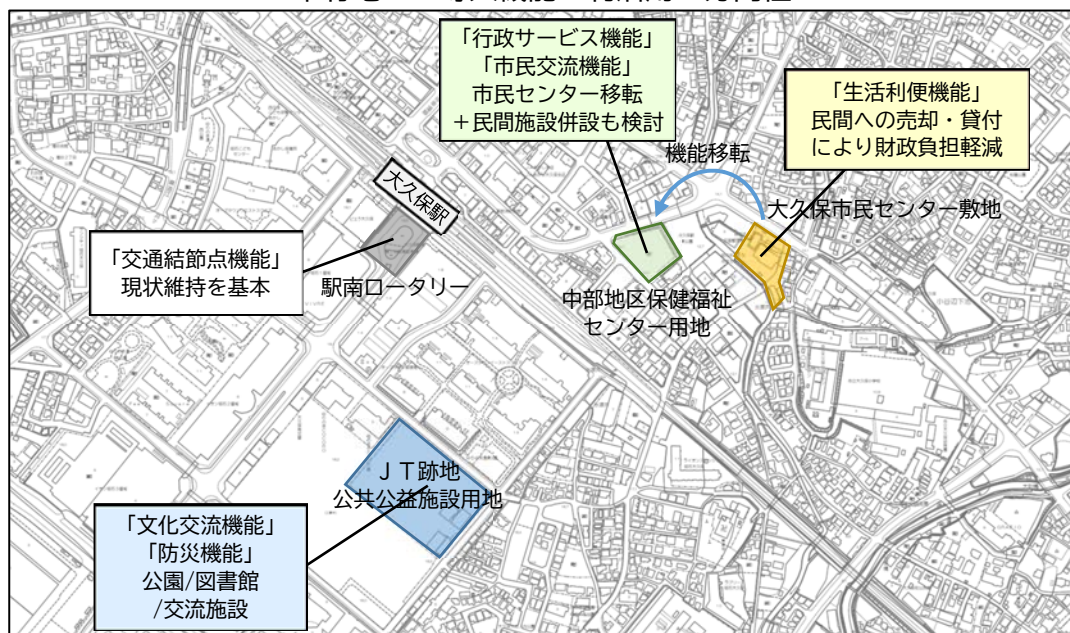 「行政サービス機能」
「市民交流機能」
市民センター移転
＋民間施設併設も検討
「生活利便機能」
民間への売却・貸付
により財政負担軽減
機能移転
大久保駅
大久保市民センター敷地
「交通結節点機能」
現状維持を基本
駅南ロータリー
中部地区保健福祉
センター用地
ＪＴ跡地
公共公益施設用地
「文化交流機能」
「防災機能」
公園/図書館
/交流施設